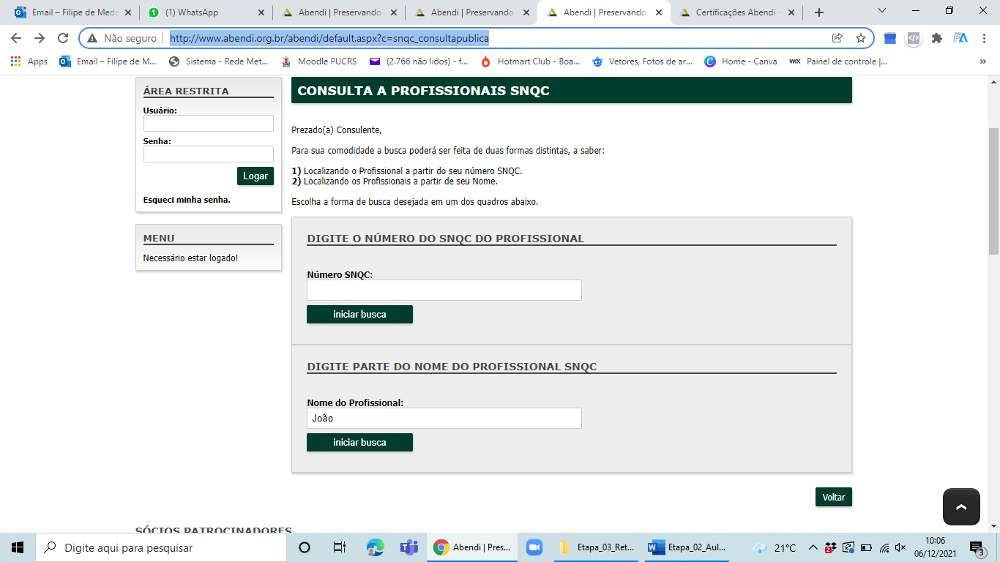 Email – Filipe de Mede
(1) WhatsApp
Abendi | Preservando
Abendi | Preservando
Abendi | Preservando
Certificações Abendi -
Não seguro
http://www.abendi.org.br/abendi/default.aspx?c=snqc_consultapublica
Apps
Email – Filipe de M...
Sistema - Rede Met...
Moodle PUCRS
(2.766 não lidos) - f...
Hotmart Club - Boa...
Vetores, Fotos de ar...
Home - Canva
WIX Painel de controle |...
ÁREA RESTRITA
Usuário:
Senha:
Logar
Esqueci minha senha.
MENU
Necessário estar logado!
CONSULTA A PROFISSIONAIS SNQC
Prezado(a) Consulente,
Para sua comodidade a busca poderá ser feita de duas formas distintas, a saber:
1) Localizando o Profissional a partir do seu número SNQC.
2) Localizando os Profissionais a partir de seu Nome.
Escolha a forma de busca desejada em um dos quadros abaixo.
DIGITE O NÚMERO DO SNQC DO PROFISSIONAL
Número SNQC:
iniciar busca
DIGITE PARTE DO NOME DO PROFISSIONAL SNQC
Nome do Profissional:
João
iniciar busca
Voltar
SÓCIOS PATROCINADORES
Digite aqui para pesquisar
Abendi | Pres...
Etapa_03_Ret...
Etapa_02_Aul...
21°C
10:06
06/12/2021
3